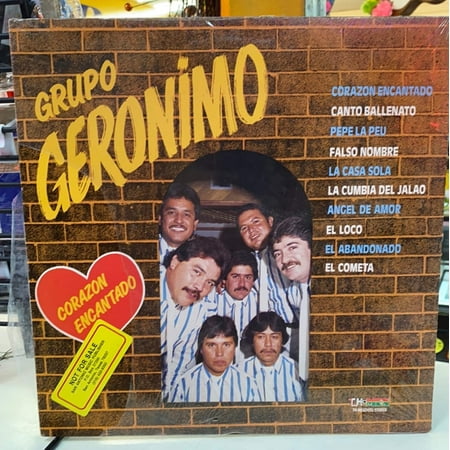 GRUPO
GERONIMO
CORAZON ENCANTADO
CANTO BALLENATO
PEPE LA PEU
FALSO NOMBRE
LA CASA SOLA
LA CUMBIA DEL JALAO
ANGEL DE AMOR
EL LOCO
EL ABANDONADO
EL COMETA
CORAZON
ENCANTADO
NOT FOR SALE